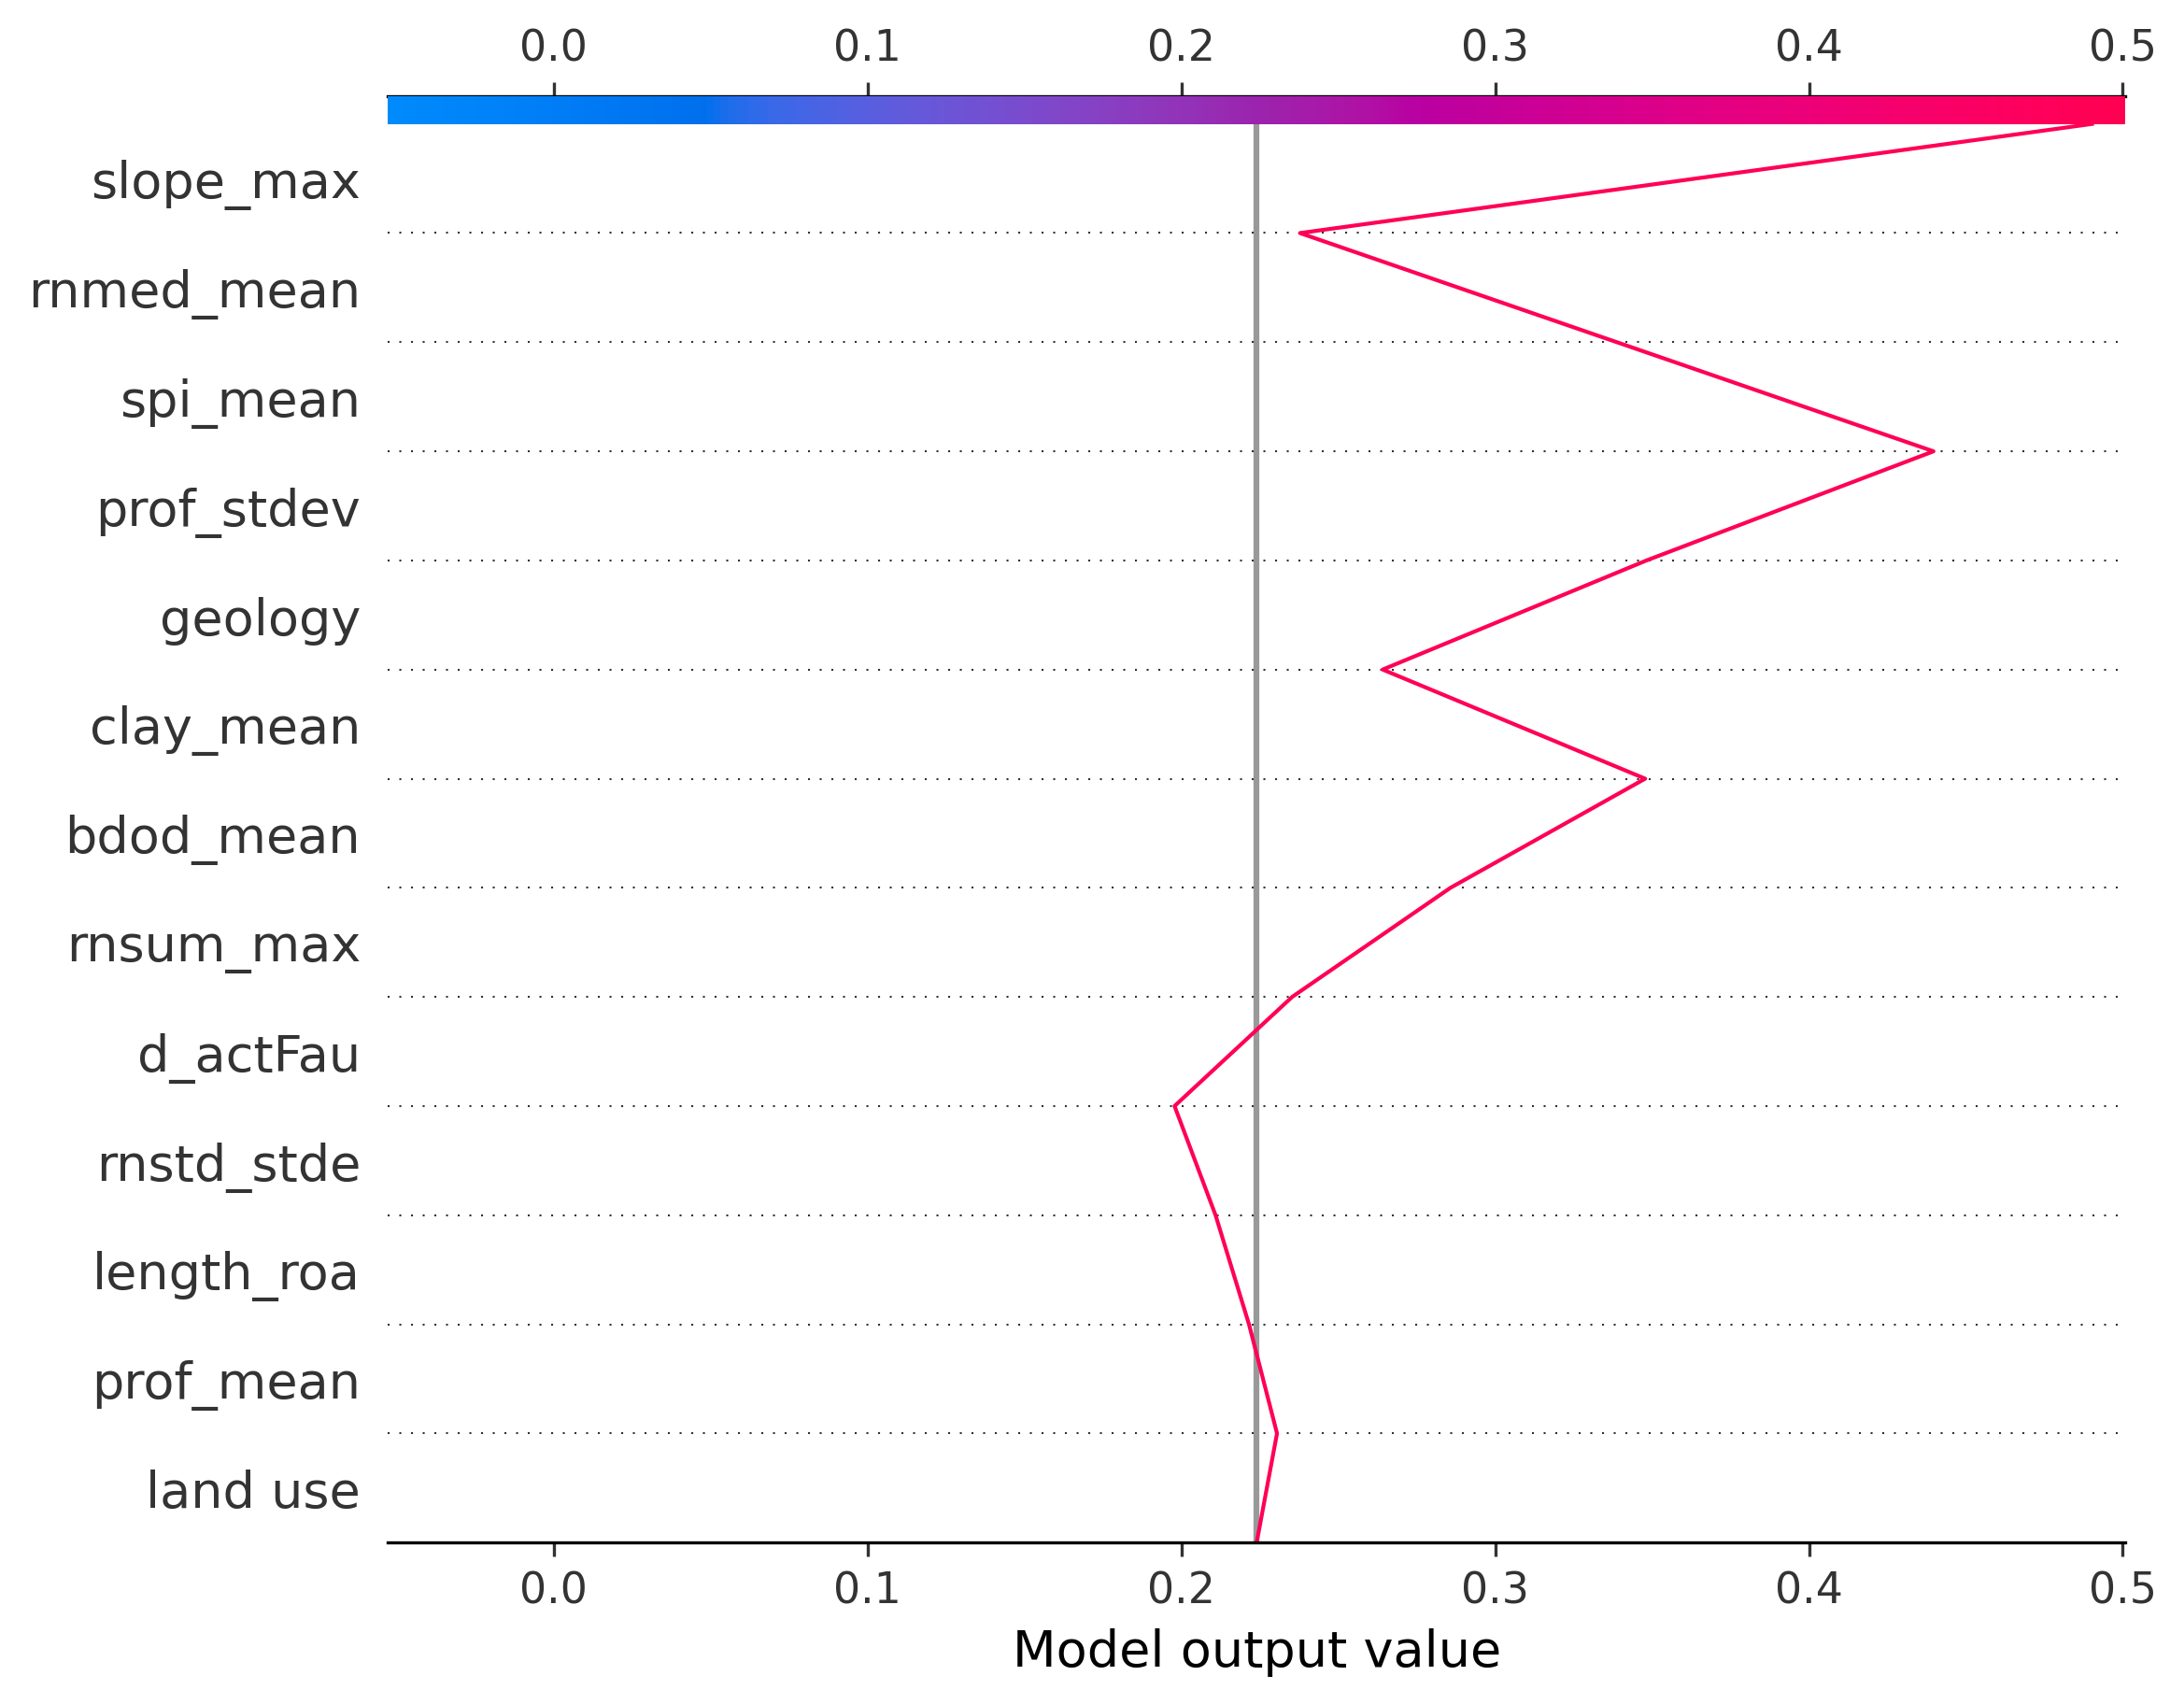 0.0 0.1 0.2 0.3 0.4 0.5
slope_max
rnmed_mean
spi_mean
prof_stdev
geology
clay_mean
bdod_mean
rnsum_max
d_actFau
rnstd_stde
length_roa
prof_mean
land use
0.0 0.1 0.2 0.3 0.4 0.5
Model output value